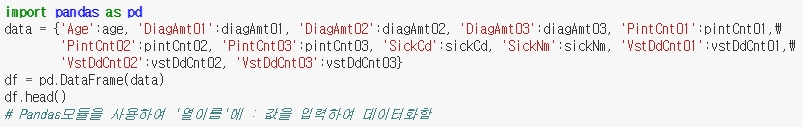 import pandas as pd
data = {'Age':age, 'DiagAmt01':diagAmt01, 'DiagAmt02':diagAmt02, 'DiagAmt03':diagAmt03, 'PintCnt01':pintCnt01,₩
'PintCnt02':pintCnt02, 'PintCnt03':pintCnt03, 'SickCd':sickCd, 'SickNm':sickNm, 'VstDdCnt01':vstDdCnt01,₩
'VstDdCnt02':vstDdCnt02, 'VstDdCnt03':vstDdCnt03}
df = pd.DataFrame(data)
df.head()
# Pandas모듈을 사용하여 '열이름'에 : 값을 입력하여 데이터화함